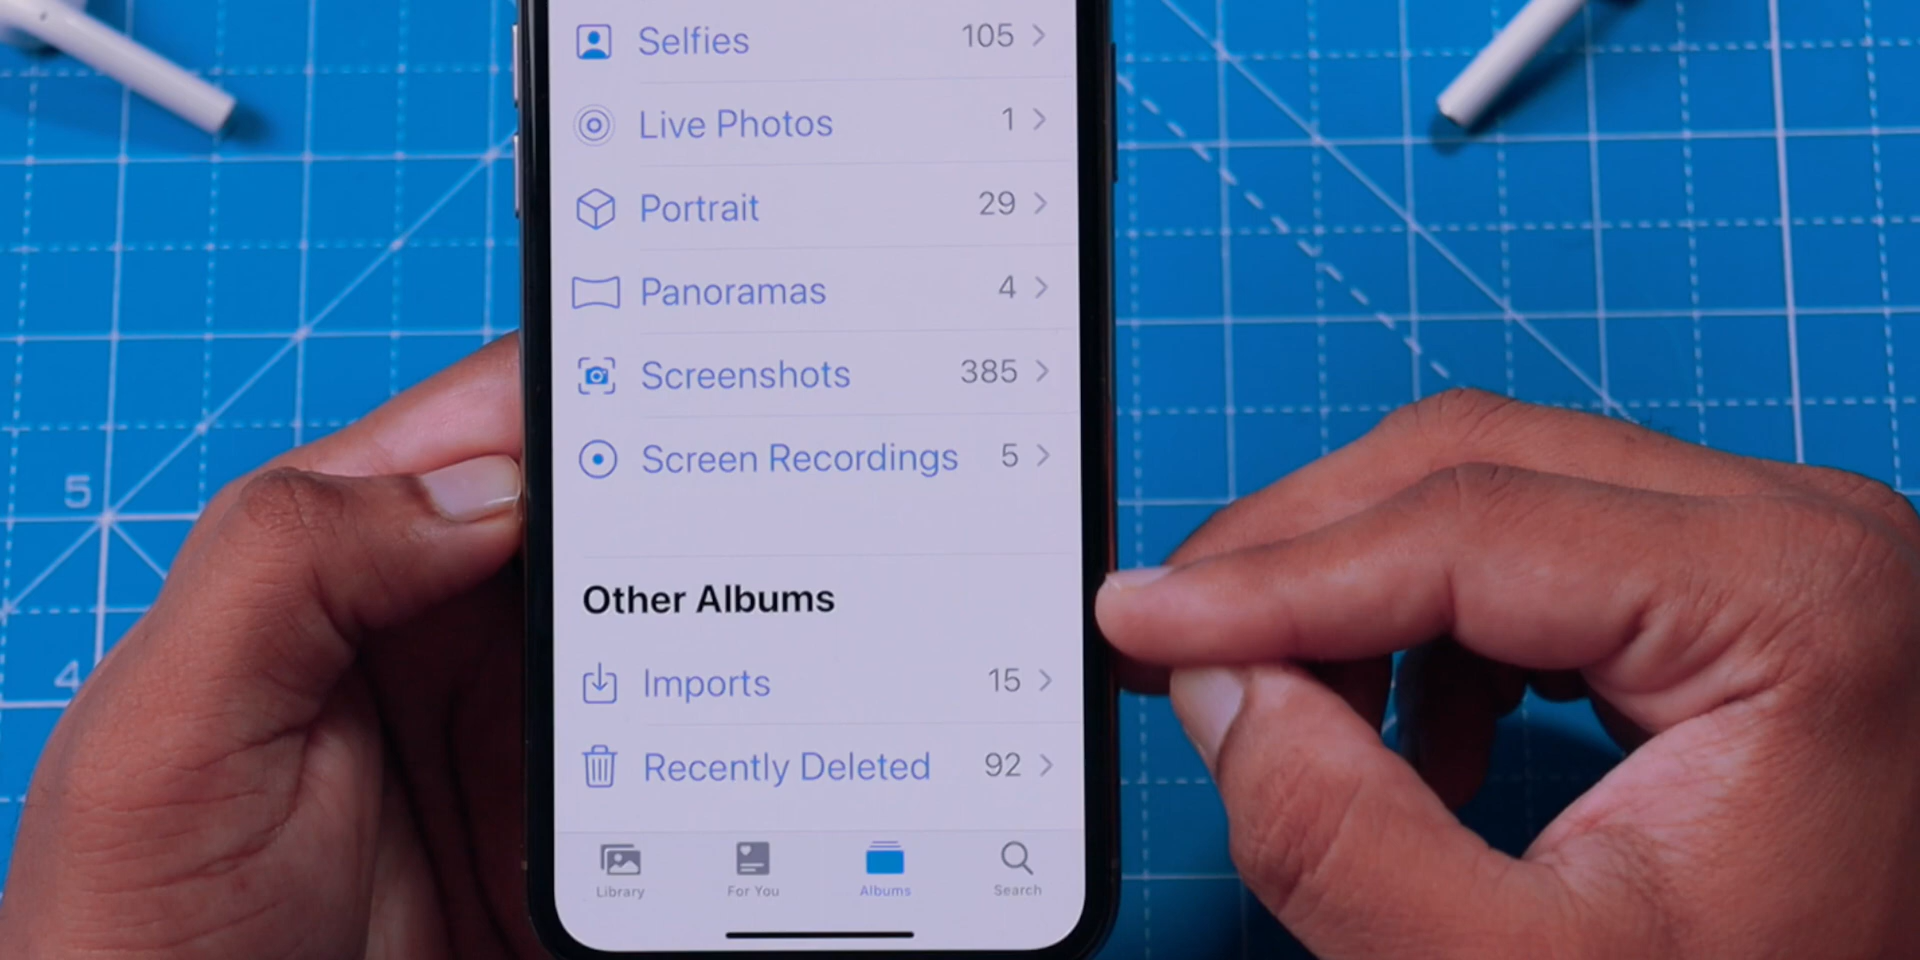 Selfies 105
Live Photos 1
Portrait 29
Panoramas 4
Screenshots 385
Screen Recordings 5
Other Albums
Imports 15
Recently Deleted 92
Library For You Albums Search
5
4